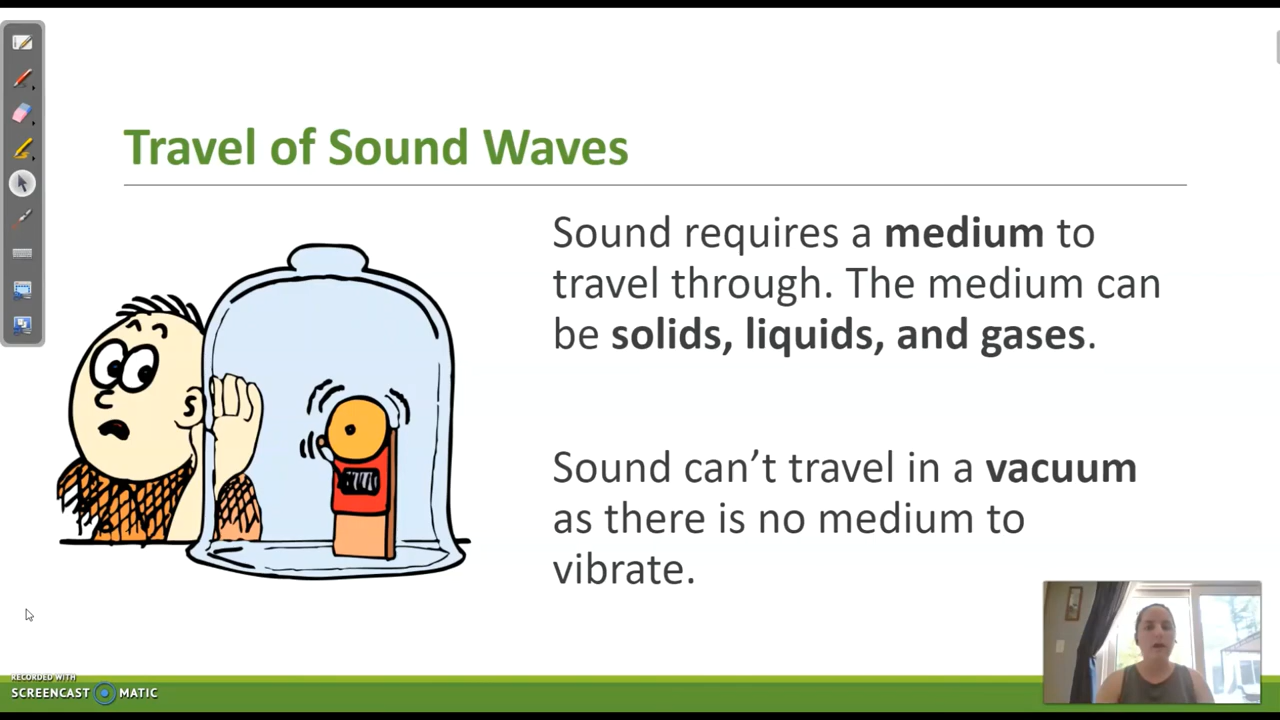 Travel of Sound Waves
Sound requires a medium to
travel through. The medium can
be solids, liquids, and gases.
Sound can’t travel in a vacuum
as there is no medium to
vibrate.
RECORDED WITH
SCREENCAST MATIC